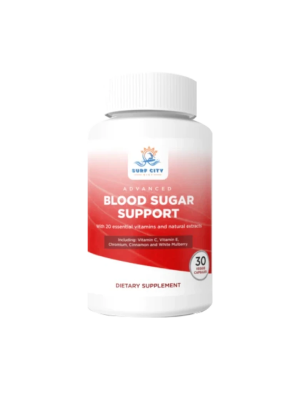 SURF CITY
ADVANCED
BLOOD SUGAR
SUPPORT
With 20 essential vitamins and natural extracts
Including: Vitamin C, Vitamin E,
Chromium, Cinnamon and White Mulberry
30
CAPSULES
DIETARY SUPPLEMENT